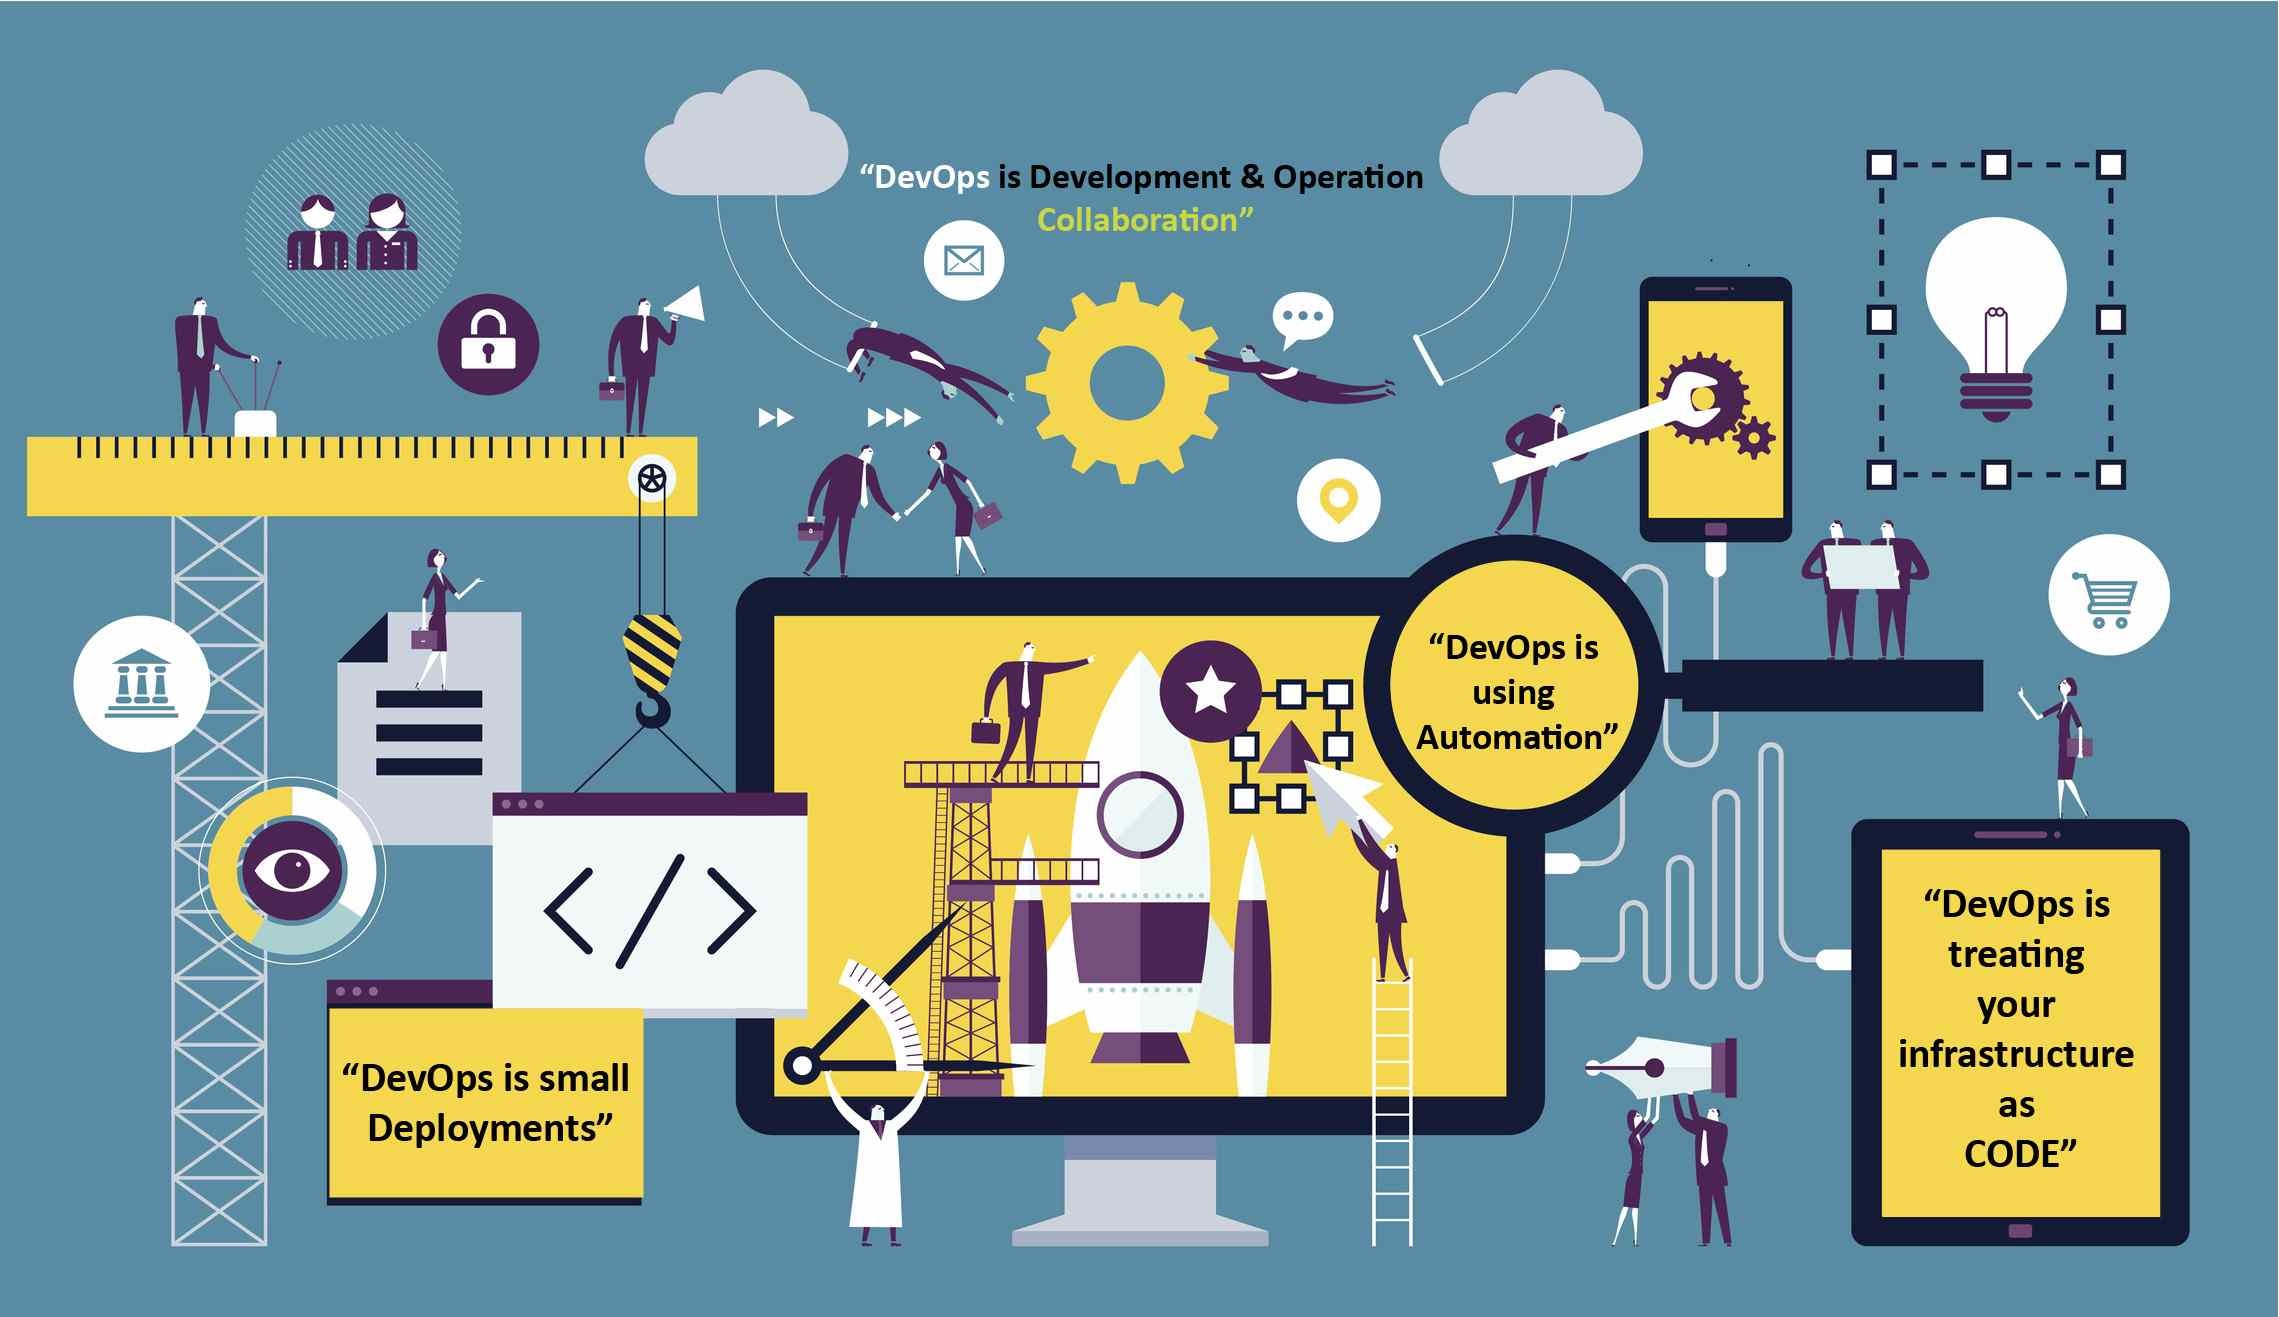 “DevOps is Development & Operation
Collaboration”
“DevOps is
using
Automation”
“DevOps is small
Deployments”
“DevOps is
treating
your
infrastructure
as
CODE”